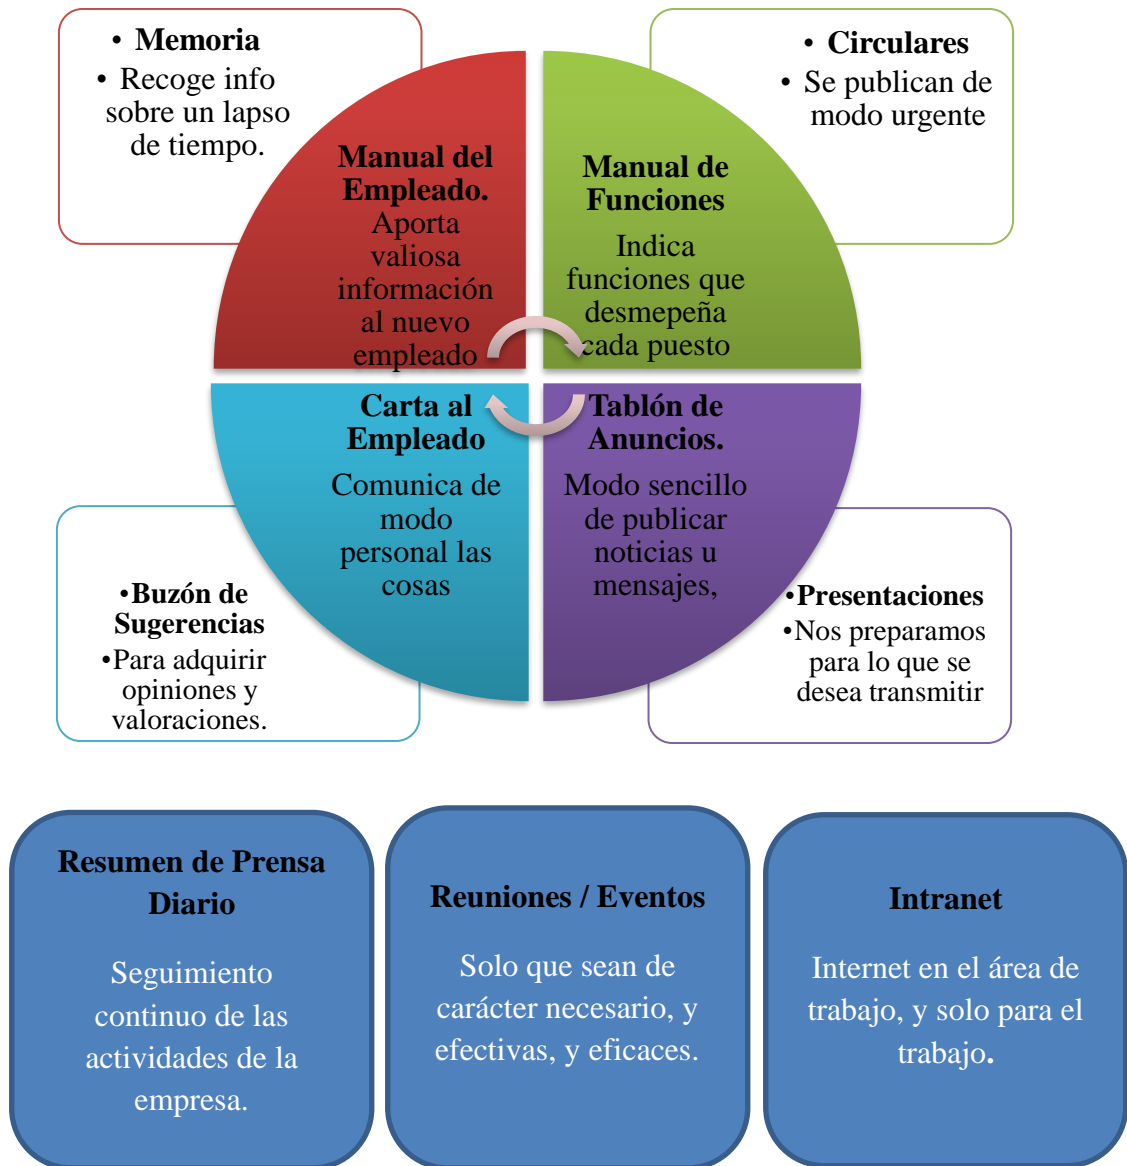 • Memoria
• Recoge info
sobre un lapso
de tiempo.
• Circulares
• Se publican de
modo urgente
Manual del
Empleado.
Aporta
valiosa
información
al nuevo
empleado
Manual de
Funciones
Indica
funciones que
desmepeña
cada puesto
Carta al
Empleado
Comunica de
modo
personal las
cosas
Tablón de
Anuncios.
Modo sencillo
de publicar
noticias u
mensajes,
•Buzón de
Sugerencias
•Para adquirir
opiniones y
valoraciones.
•Presentaciones
•Nos preparamos
para lo que se
desea transmitir
Resumen de Prensa
Diario
Seguimiento
continuo de las
actividades de la
empresa.
Reuniones / Eventos
Solo que sean de
carácter necesario, y
efectivas, y eficaces.
Intranet
Internet en el área de
trabajo, y solo para el
trabajo.